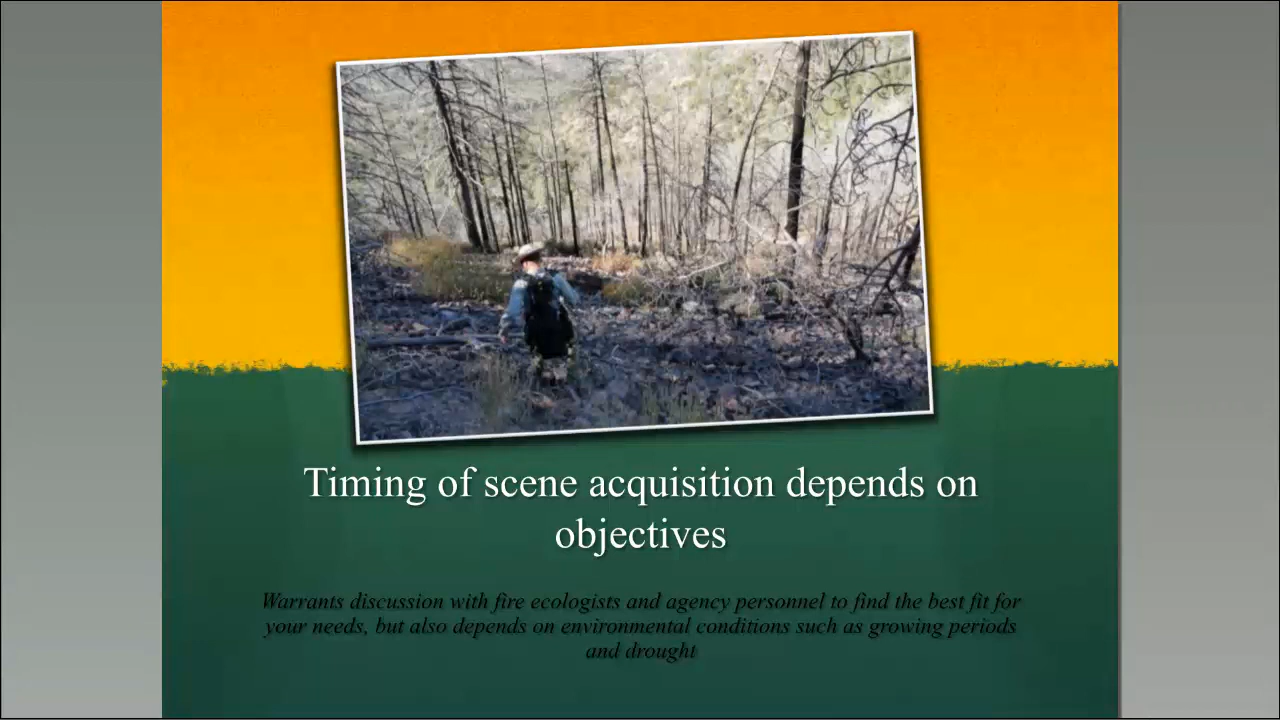 Timing of scene acquisition depends on
objectives
Warrants discussion with fire ecologists and agency personnel to find the best fit for
your needs, but also depends on environmental conditions such as growing periods
and drought